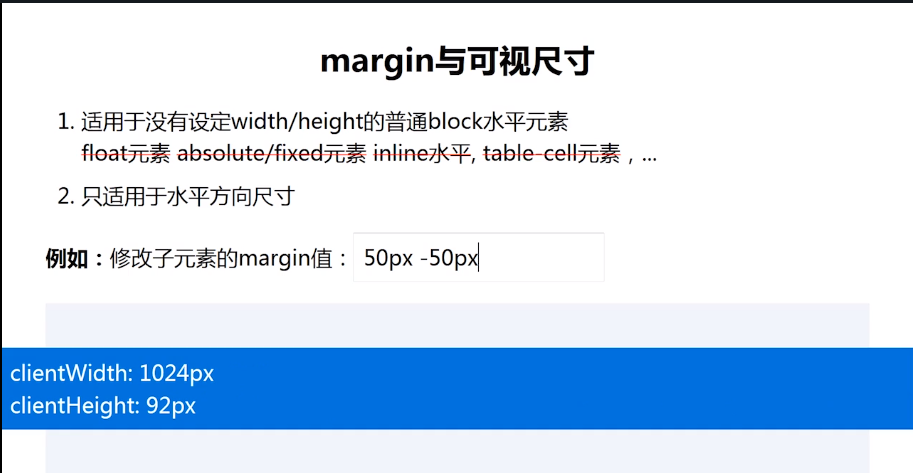 margin与可视尺寸
1. 适用于没有设定width/height的普通block水平元素
float元素 absolute/fixed元素 inline水平, table-cell元素，...
2. 只适用于水平方向尺寸
例如：修改子元素的margin值： 50px -50px
clientWidth: 1024px
clientHeight: 92px